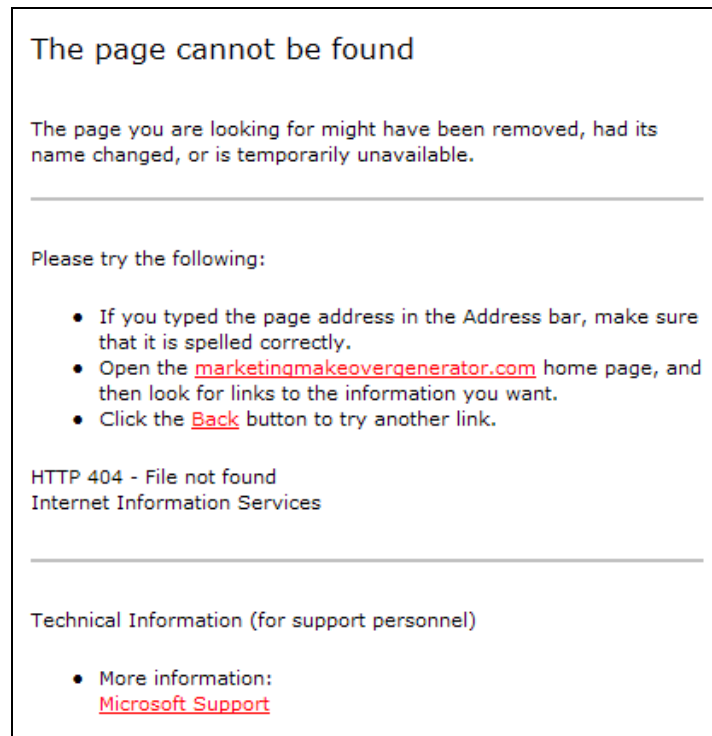 The page cannot be found
The page you are looking for might have been removed, had its
name changed, or is temporarily unavailable.
Please try the following:
● If you typed the page address in the Address bar, make sure
that it is spelled correctly.
● Open the marketingmakeovergenerator.com home page, and
then look for links to the information you want.
● Click the Back button to try another link.
HTTP 404 - File not found
Internet Information Services
Technical Information (for support personnel)
● More information:
Microsoft Support